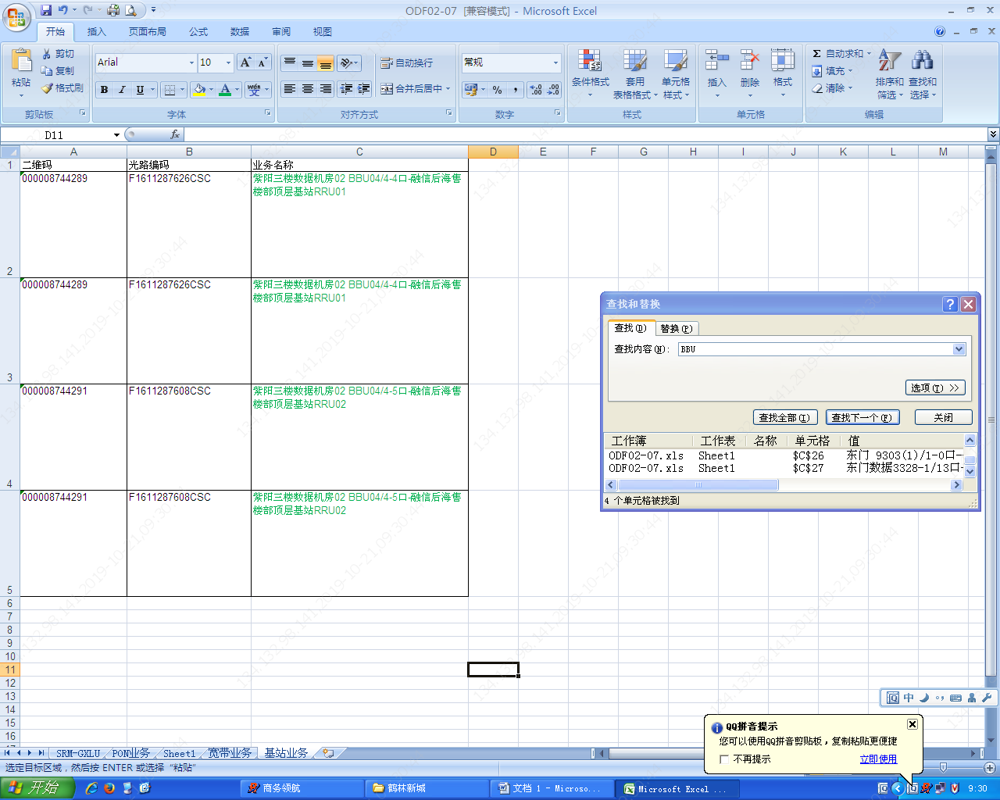 ODF02-07 [兼容模式] - Microsoft Excel
开始 插入 页面布局 公式 数据 审阅 视图
粘贴 剪切 复制 格式刷 剪贴板
Arial 10 字体
B I U
自动换行 合并后居中 对齐方式
常规 数字
条件格式 套用表格格式 单元格样式 样式
插入 删除 格式 单元格
Σ 自动求和 填充 清除 排序和筛选 查找和选择 编辑
D11 fx
A B C D E F G H I J K L M
1 二维码 光路编码 业务名称
000008744289 F1611287626CSC 紫阳三楼数据机房02 BBU04/4-4口-融信后海售
楼部顶层基站RRU01
2
000008744289 F1611287626CSC 紫阳三楼数据机房02 BBU04/4-4口-融信后海售
楼部顶层基站RRU01
3
000008744291 F1611287608CSC 紫阳三楼数据机房02 BBU04/4-5口-融信后海售
楼部顶层基站RRU02
4
000008744291 F1611287608CSC 紫阳三楼数据机房02 BBU04/4-5口-融信后海售
楼部顶层基站RRU02
5
6
7
8
9
10
11
12
13
14
15
16
查找和替换
查找(D) 替换(P)
查找内容(N): BBU
选项(T) >>
查找全部(I) 查找下一个(F) 关闭
工作簿 工作表 名称 单元格 值
ODF02-07.xls Sheet1 $C$26 东门 9303(1)/1-0口-
ODF02-07.xls Sheet1 $C$27 东门数据3328-1/13口-
4 个单元格被找到
中
QQ拼音提示
您可以使用QQ拼音剪贴板，复制粘贴更便捷
不再提示 立即使用
SRM-GXLU PON业务 Sheet1 宽带业务 基站业务
选定目标区域，然后按 ENTER 或选择 "粘贴"
开始 商务领航 鹤林新城 文档 1 - Microso... Microsoft Excel ... 9:30
134.132.98.141,2019-10-21,09:30:44